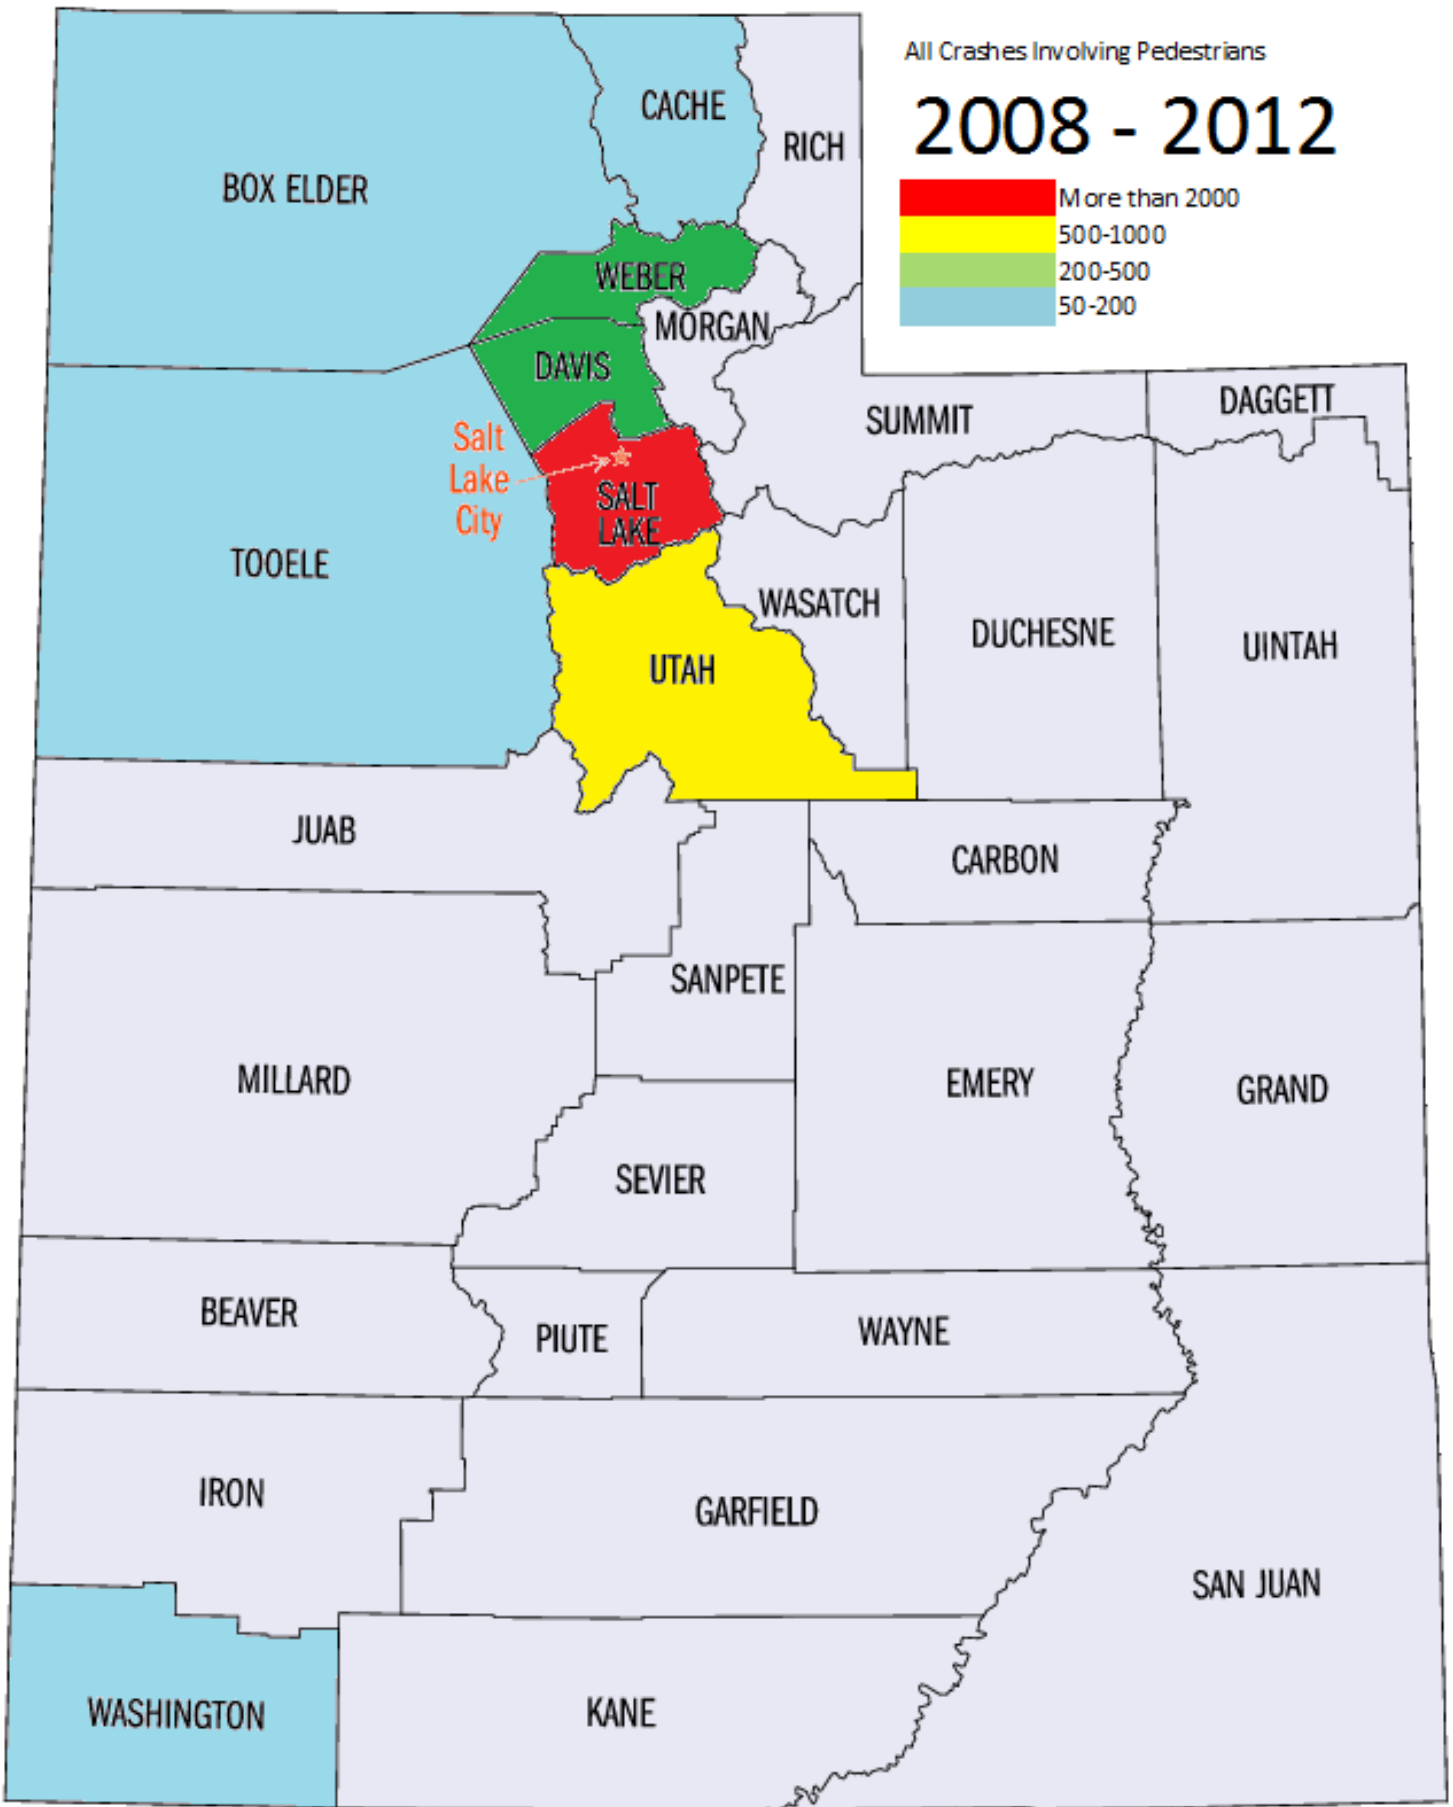 All Crashes Involving Pedestrians
2008 - 2012
More than 2000
500-1000
200-500
50-200
CACHE
RICH
BOX ELDER
WEBER
MORGAN
DAVIS
DAGGETT
SUMMIT
Salt
Lake
City
SALT
LAKE
TOOELE
WASATCH
DUCHESNE
UINTAH
UTAH
JUAB
CARBON
SANPETE
MILLARD
EMERY
GRAND
SEVIER
BEAVER
PIUTE
WAYNE
IRON
GARFIELD
SAN JUAN
WASHINGTON
KANE